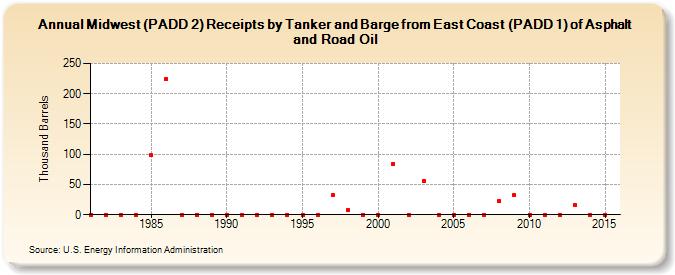 Annual Midwest (PADD 2) Receipts by Tanker and Barge from East Coast (PADD 1) of Asphalt
and Road Oil
Thousand Barrels
250
200
150
100
50
0
1985 1990 1995 2000 2005 2010 2015
Source: U.S. Energy Information Administration